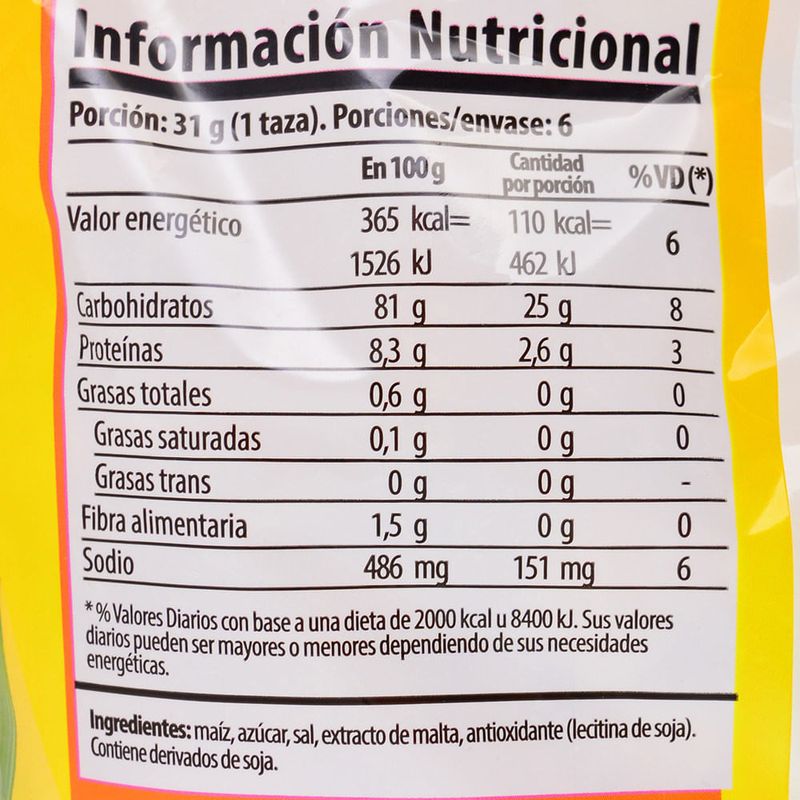 Información Nutricional
Porción: 31 g (1 taza). Porciones/envase: 6
En 100 g Cantidad por porción % VD (*)
Valor energético 365 kcal= 110 kcal= 6
1526 kJ 462 kJ
Carbohidratos 81 g 25 g 8
Proteínas 8,3 g 2,6 g 3
Grasas totales 0,6 g 0 g 0
Grasas saturadas 0,1 g 0 g 0
Grasas trans 0 g 0 g -
Fibra alimentaria 1,5 g 0 g 0
Sodio 486 mg 151 mg 6
* % Valores Diarios con base a una dieta de 2000 kcal u 8400 kJ. Sus valores
diarios pueden ser mayores o menores dependiendo de sus necesidades
energéticas.
Ingredientes: maíz, azúcar, sal, extracto de malta, antioxidante (lecitina de soja).
Contiene derivados de soja.